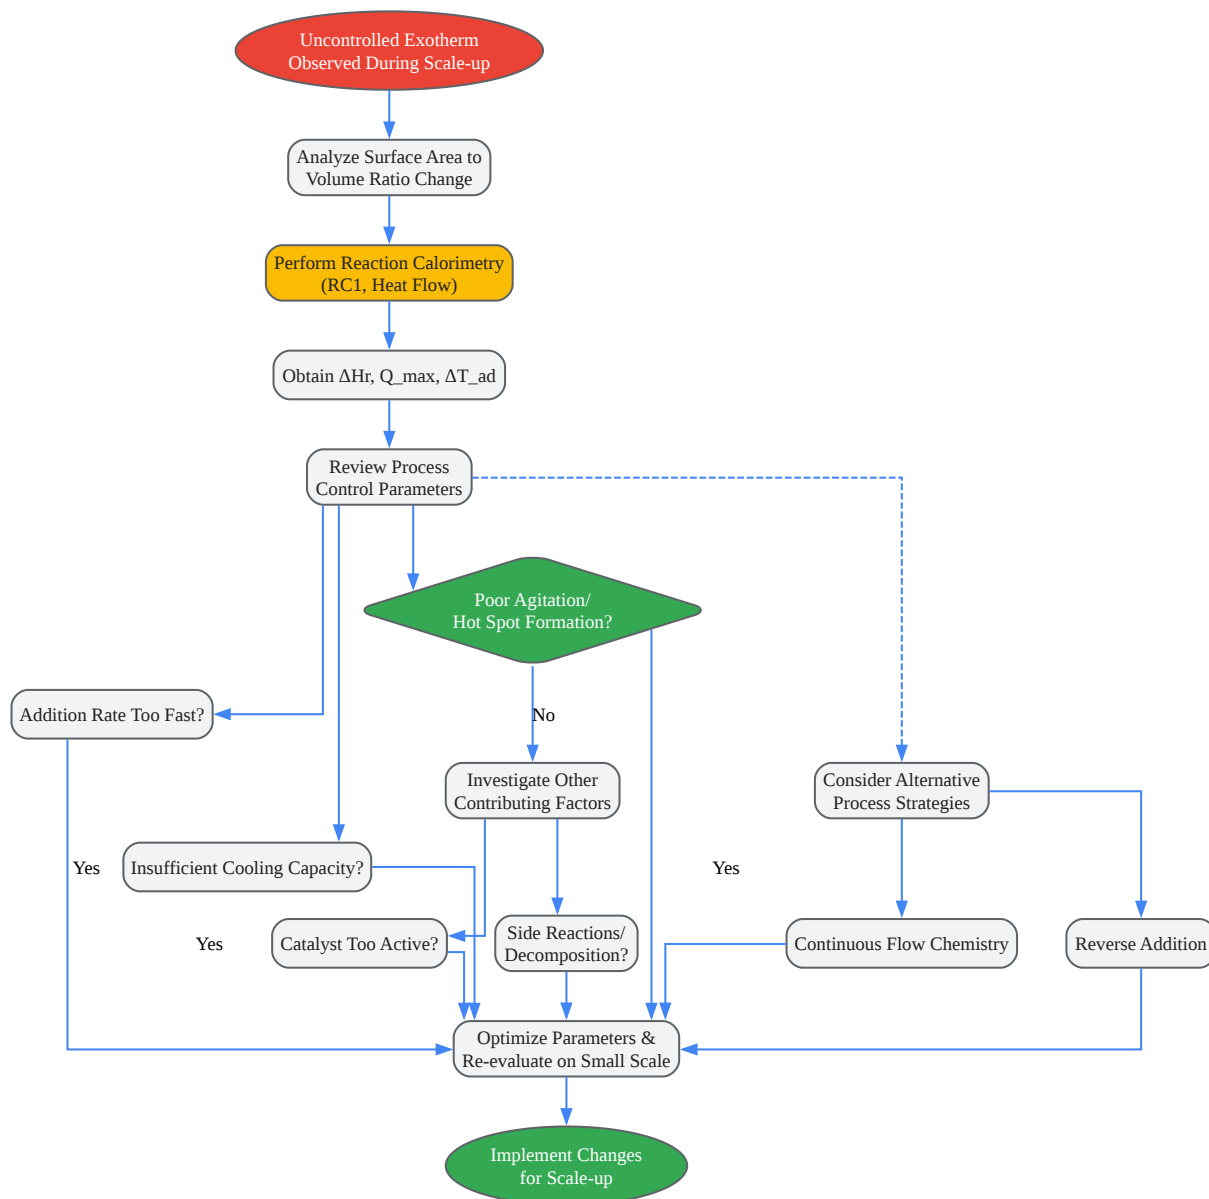 Uncontrolled Exotherm
Observed During Scale-up
Analyze Surface Area to
Volume Ratio Change
Perform Reaction Calorimetry
(RC1, Heat Flow)
Obtain ΔHr, Q_max, ΔT_ad
Review Process
Control Parameters
Poor Agitation/
Hot Spot Formation?
Addition Rate Too Fast?
No
Investigate Other
Contributing Factors
Consider Alternative
Process Strategies
Yes
Insufficient Cooling Capacity?
Yes
Yes
Catalyst Too Active?
Side Reactions/
Decomposition?
Continuous Flow Chemistry
Reverse Addition
Optimize Parameters &
Re-evaluate on Small Scale
Implement Changes
for Scale-up